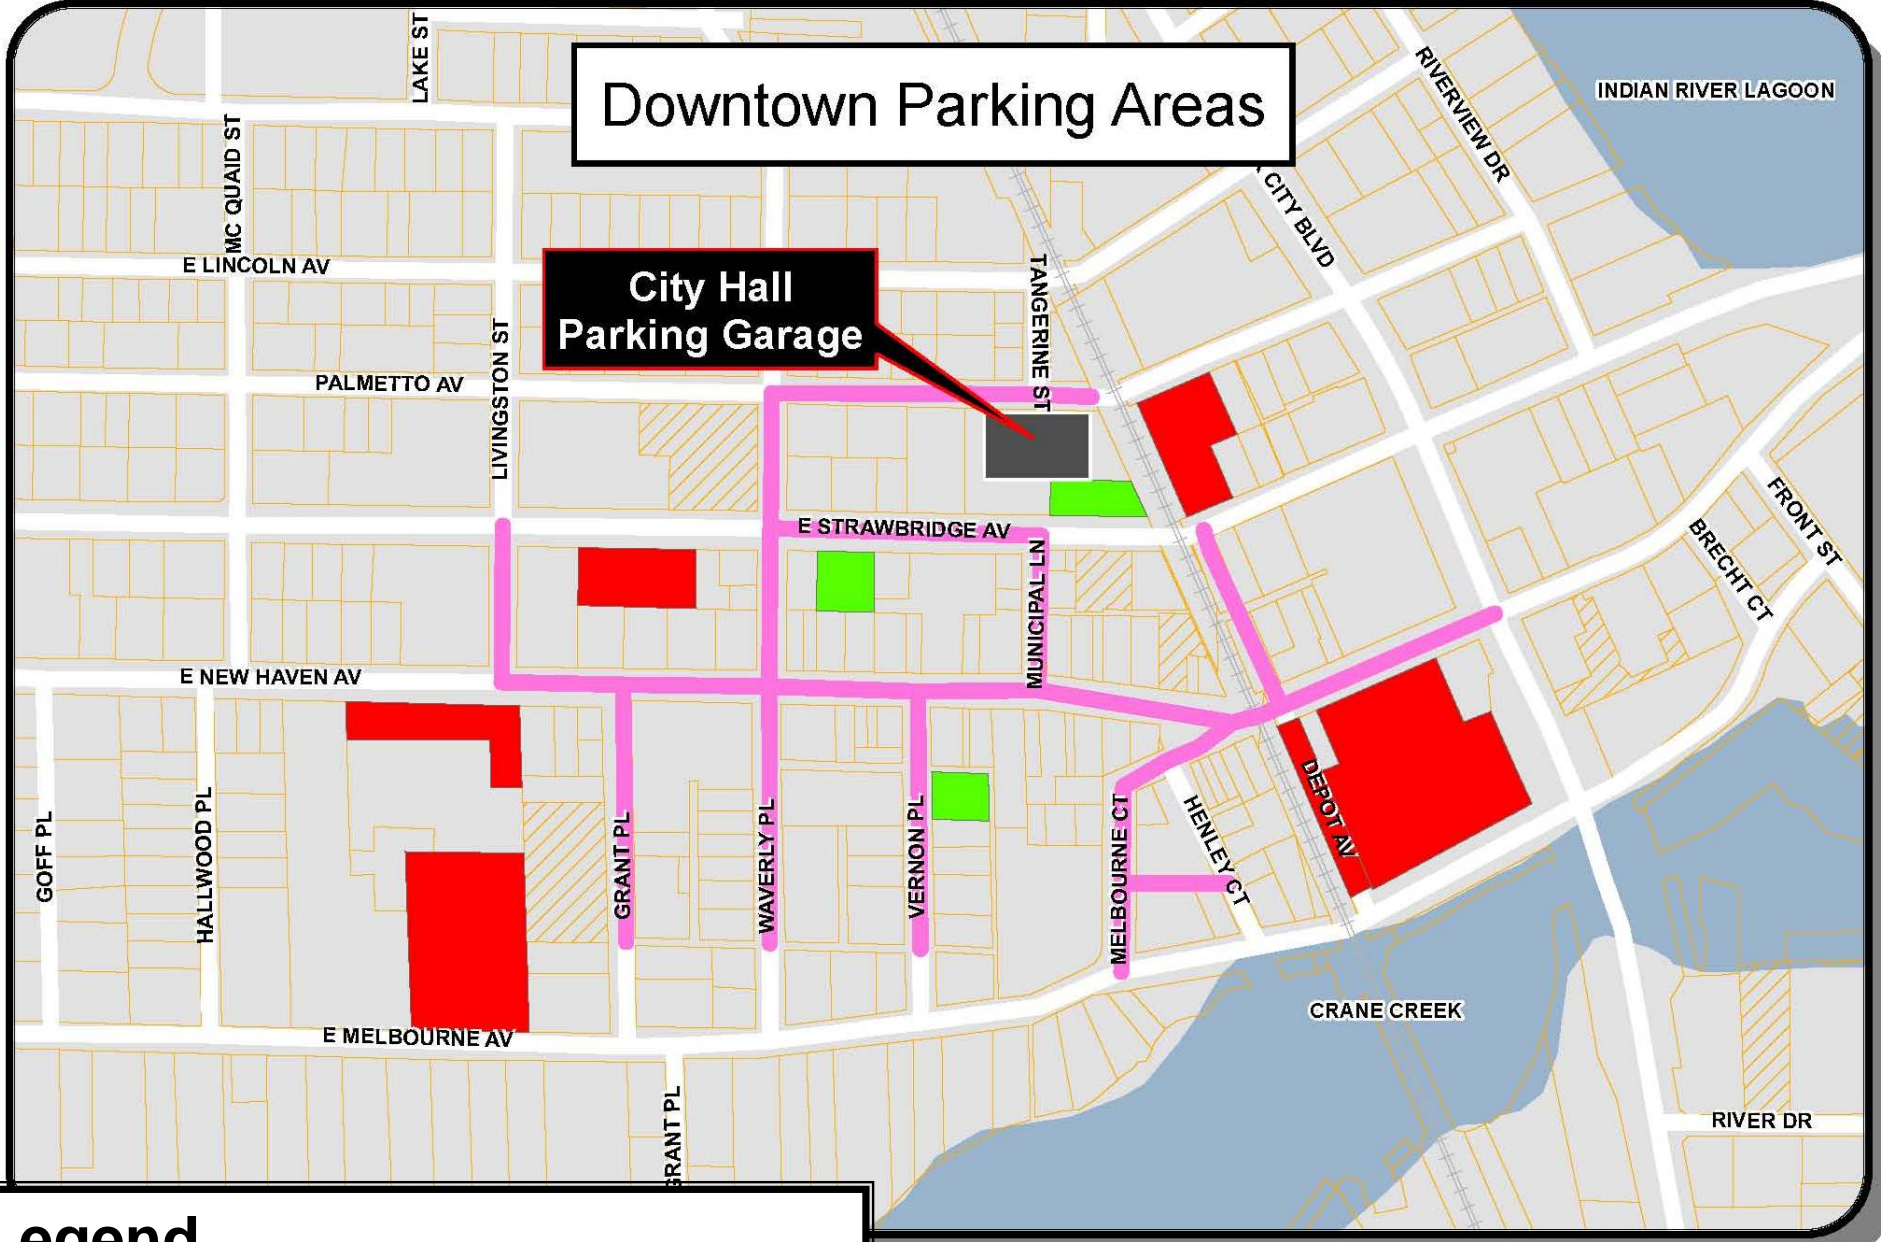 LAKE ST
Downtown Parking Areas
RIVERVIEW DR
INDIAN RIVER LAGOON
MC QUAID ST
CITY BLVD
E LINCOLN AV
TANGERINE ST
City Hall
Parking Garage
PALMETTO AV
LIVINGSTON ST
E STRAWBRIDGE AV
MUNICIPAL LN
FRONT ST
BRECHT CT
E NEW HAVEN AV
GOFF PL
HALLWOOD PL
GRANT PL
WAVERLY PL
VERNON PL
MELBOURNE CT
HENLEY CT
DEPOT AV
CRANE CREEK
E MELBOURNE AV
GRANT PL
RIVER DR
egend